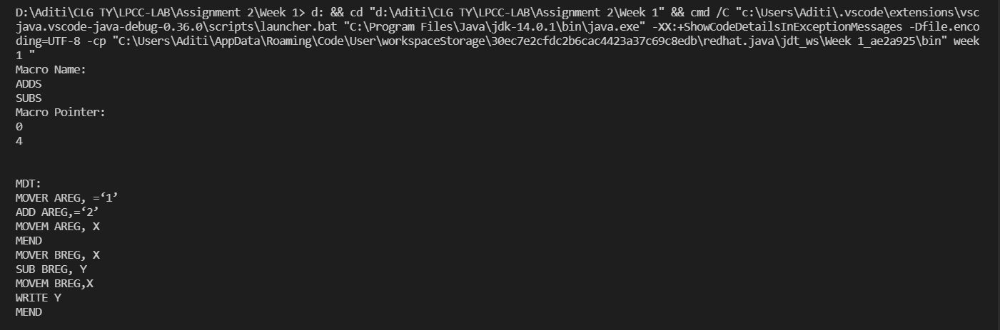 D:\Aditi\CLG TY\LPCC-LAB\Assignment 2\Week 1> d: && cd "d:\Aditi\CLG TY\LPCC-LAB\Assignment 2\Week 1" && cmd /C "c:\Users\Aditi\.vscode\extensions\vsc
java.vscode-java-debug-0.36.0\scripts\launcher.bat "C:\Program Files\Java\jdk-14.0.1\bin\java.exe" -XX:+ShowCodeDetailsInExceptionMessages -Dfile.enco
ding=UTF-8 -cp "C:\Users\Aditi\AppData\Roaming\Code\User\workspaceStorage\30ec7e2cfdc2b6cac4423a37c69c8edb\redhat.java\jdt_ws\Week 1_ae2a925\bin" week
1 "
Macro Name:
ADDS
SUBS
Macro Pointer:
0
4
MDT:
MOVER AREG, =‘1’
ADD AREG,=‘2’
MOVEM AREG, X
MEND
MOVER BREG, X
SUB BREG, Y
MOVEM BREG,X
WRITE Y
MEND